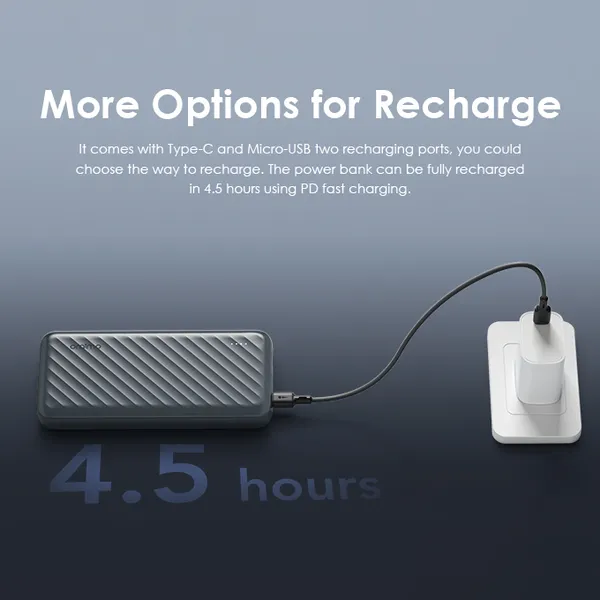 More Options for Recharge
It comes with Type-C and Micro-USB two recharging ports, you could
choose the way to recharge. The power bank can be fully recharged
in 4.5 hours using PD fast charging.
4.5 hours